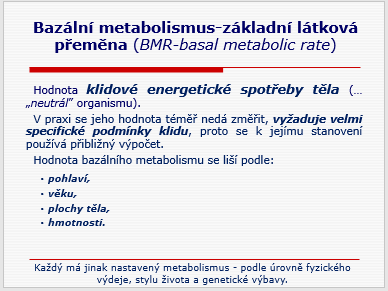 Bazální metabolismus-základní látková
přeměna (BMR-basal metabolic rate)
Hodnota klidové energetické spotřeby těla (…
„neutrál" organismu).
V praxi se jeho hodnota téměř nedá změřit, vyžaduje velmi
specifické podmínky klidu, proto se k jejímu stanovení
používá přibližný výpočet.
Hodnota bazálního metabolismu se liší podle:
- pohlaví,
- věku,
- plochy těla,
- hmotnosti.
Každý má jinak nastavený metabolismus - podle úrovně fyzického
výdeje, stylu života a genetické výbavy.